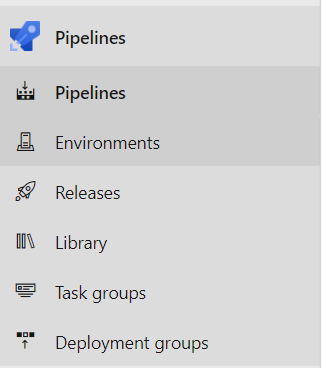 Pipelines
Pipelines
Environments
Releases
Library
Task groups
Deployment groups